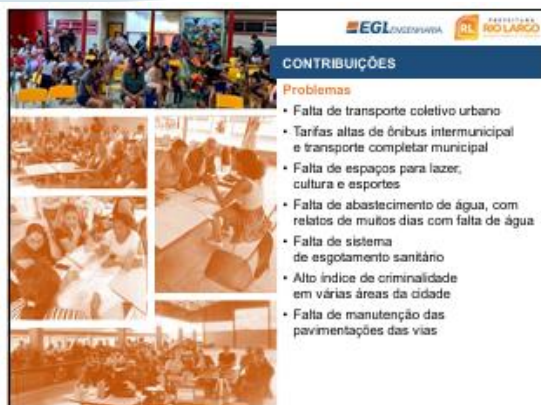 EGL ENGENHARIA
RL PREFEITURA
RIO LARGO
CONTRIBUIÇÕES
Problemas
• Falta de transporte coletivo urbano
• Tarifas altas de ônibus intermunicipal
e transporte completar municipal
• Falta de espaços para lazer,
cultura e esportes
• Falta de abastecimento de água, com
relatos de muitos dias com falta de água
• Falta de sistema
de esgotamento sanitário
• Alto índice de criminalidade
em várias áreas da cidade
• Falta de manutenção das
pavimentações das vias